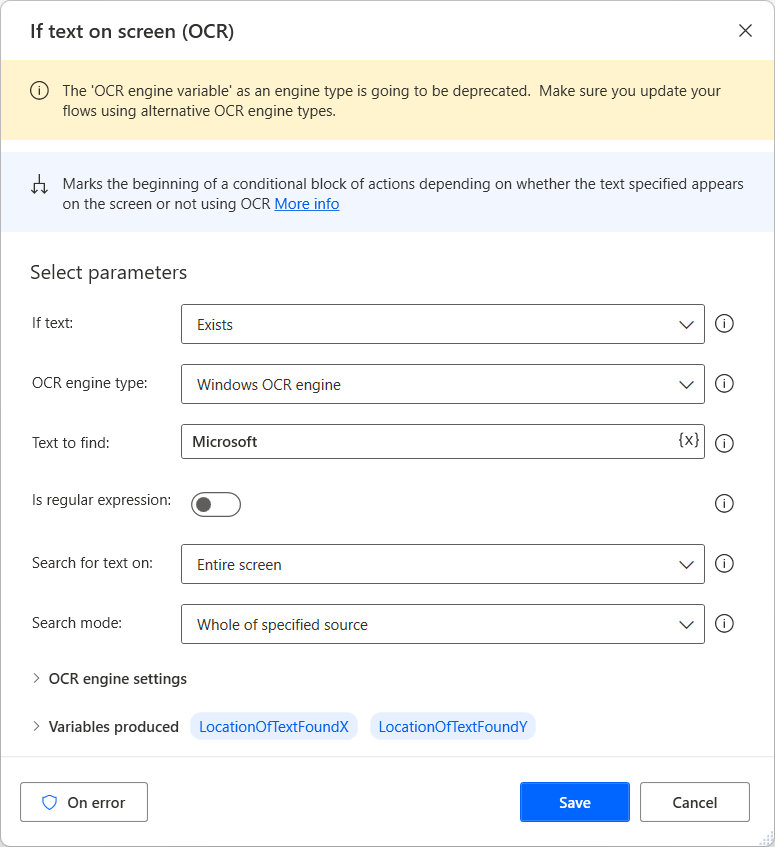 If text on screen (OCR)
The 'OCR engine variable' as an engine type is going to be deprecated.  Make sure you update your
flows using alternative OCR engine types.
Marks the beginning of a conditional block of actions depending on whether the text specified appears
on the screen or not using OCR More info
Select parameters
If text:
Exists
OCR engine type:
Windows OCR engine
Text to find:
Microsoft {x}
Is regular expression:
Search for text on:
Entire screen
Search mode:
Whole of specified source
OCR engine settings
Variables produced LocationOfTextFoundX LocationOfTextFoundY
On error Save Cancel